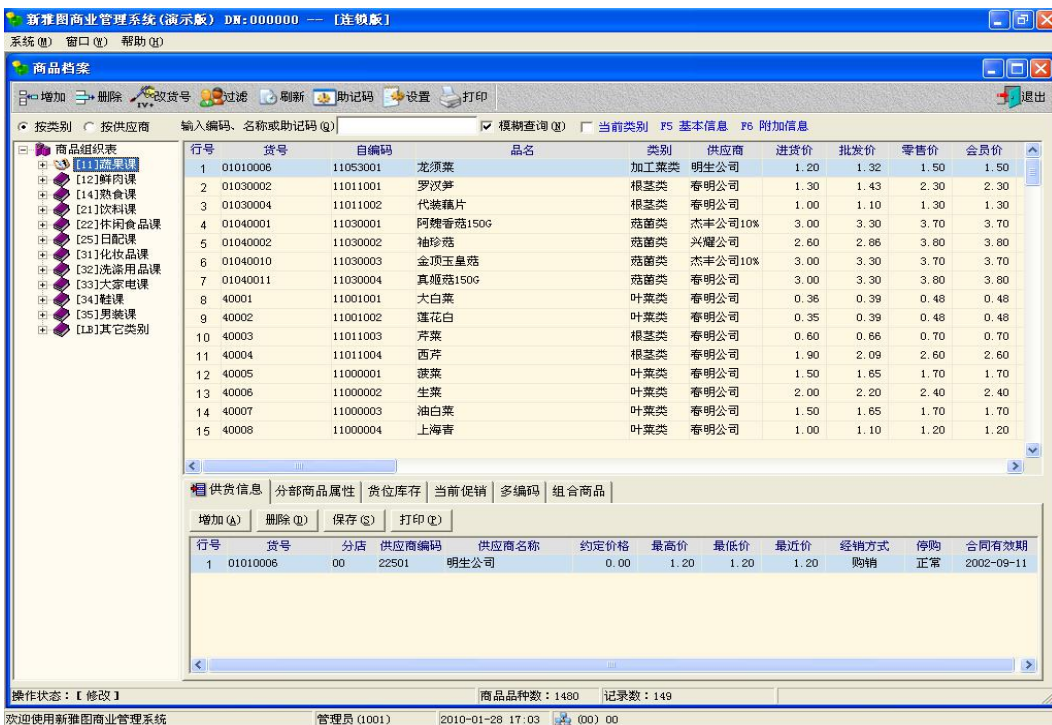 新雅图商业管理系统(演示版) DN:000000 -- [连锁版]
系统(M) 窗口(W) 帮助(H)
商品档案
增加 删除 改货号 过滤 刷新 助记码 设置 打印 退出
按类别 按供应商 输入编码、名称或助记码(Q) 模糊查询(N) 当前类别 F5 基本信息 F6 附加信息
商品组织表
[11]蔬果课
[12]鲜肉课
[14]熟食课
[21]饮料课
[22]休闲食品课
[25]日配课
[31]化妆品课
[32]洗涤用品课
[33]大家电课
[34]鞋课
[35]男装课
[LB]其它类别
行号 货号 自编码 品名 类别 供应商 进货价 批发价 零售价 会员价
1 01010006 11053001 龙须菜 加工菜类 明生公司 1.20 1.32 1.50 1.50
2 01030002 11011001 罗汉笋 根茎类 春明公司 1.30 1.43 2.30 2.30
3 01030004 11011002 代装藕片 根茎类 春明公司 1.00 1.10 1.30 1.30
4 01040001 11030001 阿魏香菇150G 菇菌类 杰丰公司10% 3.00 3.30 3.70 3.70
5 01040002 11030002 袖珍菇 菇菌类 兴耀公司 2.60 2.86 3.80 3.80
6 01040010 11030003 金顶玉皇菇 菇菌类 杰丰公司10% 3.00 3.30 3.70 3.70
7 01040011 11030004 真姬菇150G 菇菌类 春明公司 3.00 3.30 3.80 3.80
8 40001 11001001 大白菜 叶菜类 春明公司 0.36 0.39 0.48 0.48
9 40002 11001002 莲花白 叶菜类 春明公司 0.35 0.39 0.48 0.48
10 40003 11011003 芹菜 根茎类 春明公司 0.60 0.66 0.70 0.70
11 40004 11011004 西芹 根茎类 春明公司 1.90 2.09 2.60 2.60
12 40005 11000001 菠菜 叶菜类 春明公司 1.50 1.65 1.70 1.70
13 40006 11000002 生菜 叶菜类 春明公司 2.00 2.20 2.40 2.40
14 40007 11000003 油白菜 叶菜类 春明公司 1.50 1.65 1.70 1.70
15 40008 11000004 上海青 叶菜类 春明公司 1.00 1.10 1.20 1.20
供货信息 分部商品属性 货位库存 当前促销 多编码 组合商品
增加(A) 删除(D) 保存(S) 打印(P)
行号 货号 分店 供应商编码 供应商名称 约定价格 最高价 最低价 最近价 经销方式 停购 合同有效期
1 01010006 00 22501 明生公司 0.00 1.20 1.20 1.20 购销 正常 2002-09-11
操作状态：【修改】 商品品种数：1480 记录数：149
欢迎使用新雅图商业管理系统 管理员(1001) 2010-01-28 17:03 (00) 00